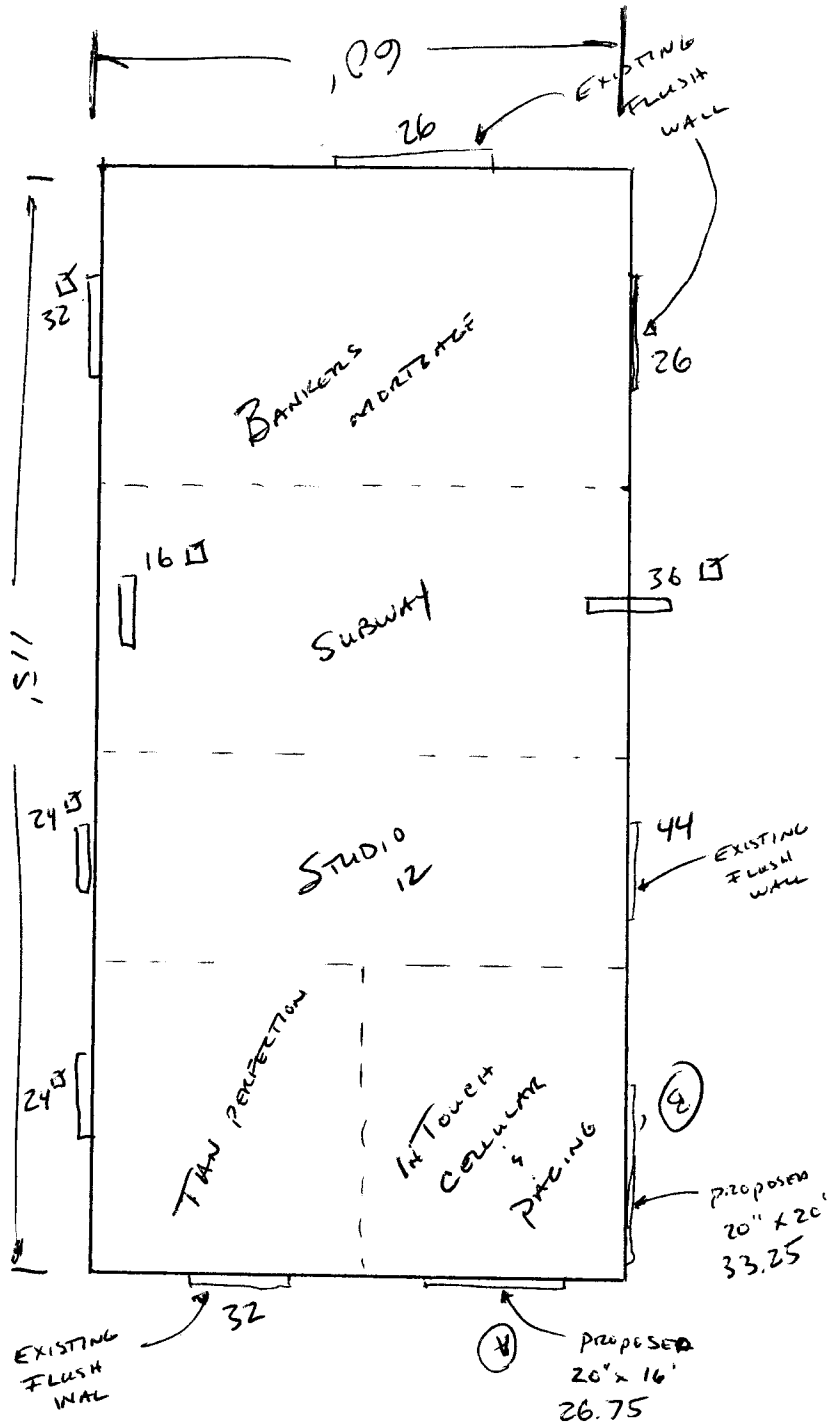 60'
26
EXISTING
FLUSH
WALL
32
26
BANKERS
MORTGAGE
16
36
SUBWAY
115'
24
44
STUDIO
12
EXISTING
FLUSH
WALL
24
TAN PERFECTION
IN TOUCH
CELLULAR
&
PAGING
B
PROPOSED
20" x 20'
33.25
EXISTING
FLUSH
WAL
32
A
PROPOSED
20" x 16'
26.75